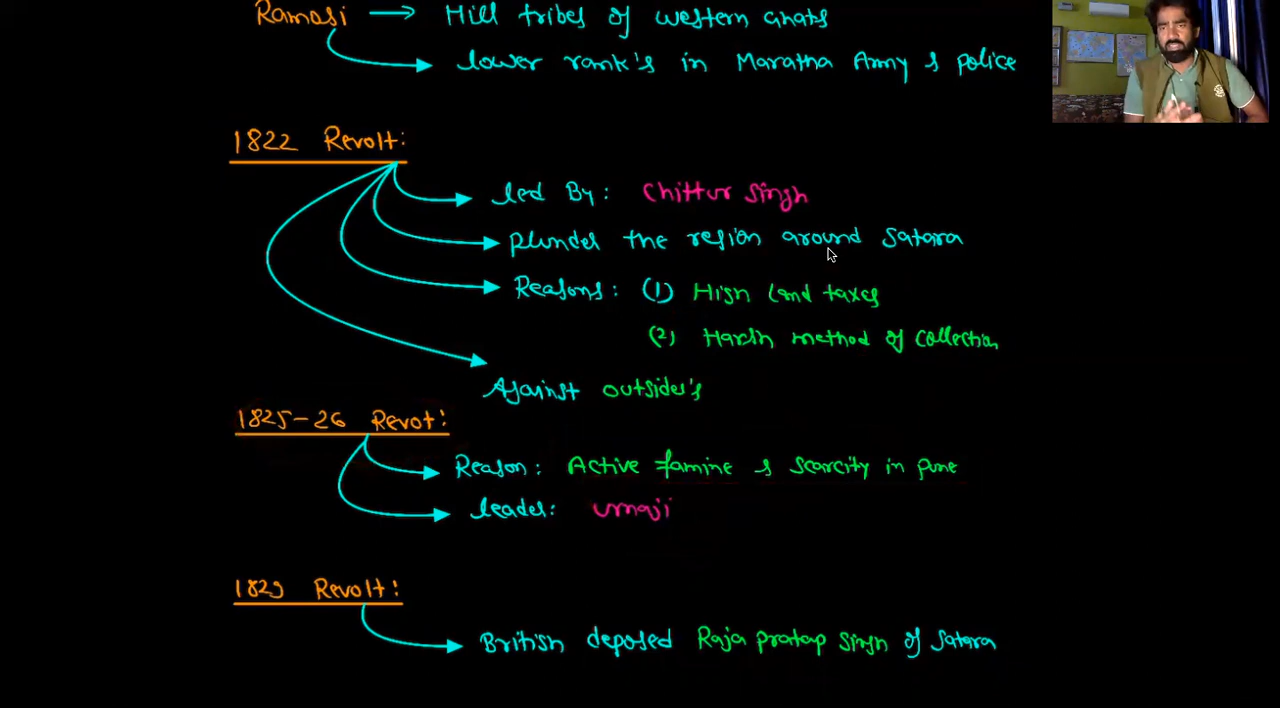 Ramosi → Hill tribes of western Ghats
lower rank's in Maratha Army & police
1822 Revolt:
led By: Chittur Singh
plunder the region around Satara
Reasons: (1) High land taxes
(2) Harsh method of collection
Against outsider's
1825-26 Revot:
Reason: Active famine & scarcity in pune
leader: Umaji
1829 Revolt:
British deposed Raja pratap Singh of Satara